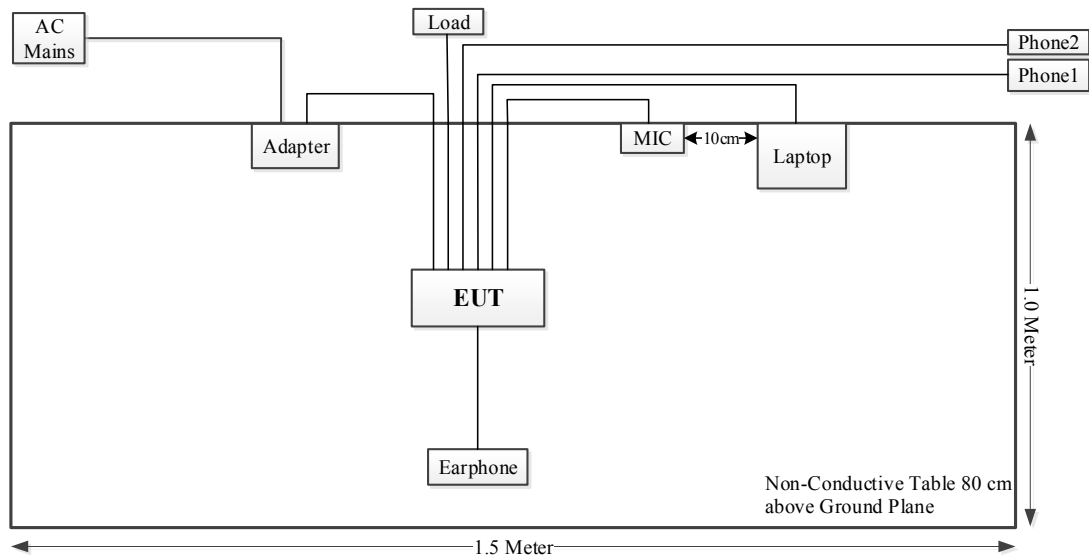 AC
Mains
Load
Phone2
Phone1
Adapter
MIC
10cm
Laptop
EUT
1.0 Meter
Earphone
Non-Conductive Table 80 cm
above Ground Plane
1.5 Meter